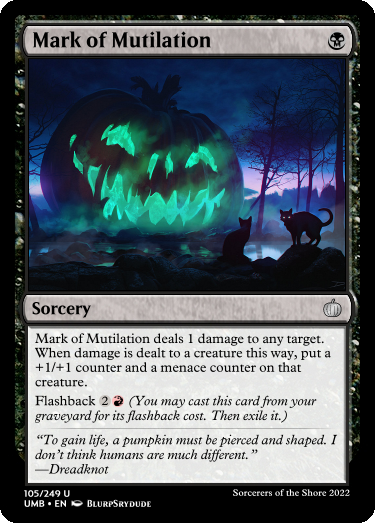 Mark of Mutilation
Sorcery
Mark of Mutilation deals 1 damage to any target.
When damage is dealt to a creature this way, put a
+1/+1 counter and a menace counter on that
creature.
Flashback 2 (You may cast this card from your
graveyard for its flashback cost. Then exile it.)
“To gain life, a pumpkin must be pierced and shaped. I
don’t think humans are much different.”
—Dreadknot
105/249 U
Sorcerers of the Shore 2022
UMB • EN BlurpSrydude